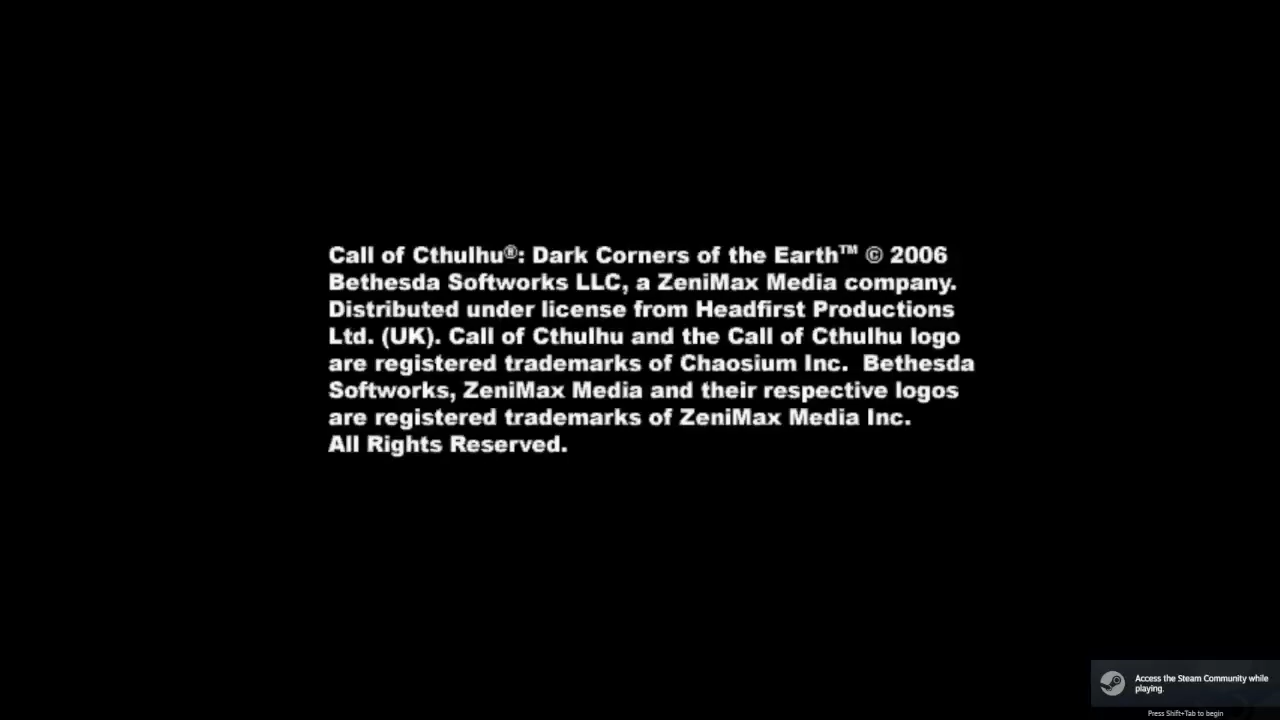 Call of Cthulhu®: Dark Corners of the Earth™ © 2006
Bethesda Softworks LLC, a ZeniMax Media company.
Distributed under license from Headfirst Productions
Ltd. (UK). Call of Cthulhu and the Call of Cthulhu logo
are registered trademarks of Chaosium Inc.  Bethesda
Softworks, ZeniMax Media and their respective logos
are registered trademarks of ZeniMax Media Inc.
All Rights Reserved.
Access the Steam Community while
playing.
Press Shift+Tab to begin